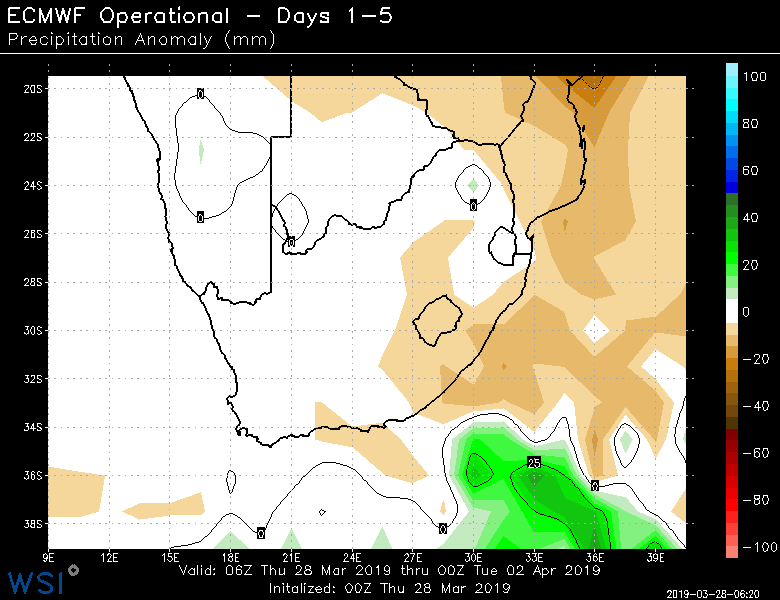 ECMWF Operational - Days 1-5
Precipitation Anomaly (mm)
20S
22S
24S
26S
28S
30S
32S
34S
36S
38S
0
0
0
0
0
25
0
0
0
100
80
60
40
20
0
-20
-40
-60
-80
-100
9E 12E 15E 18E 21E 24E 27E 30E 33E 36E 39E
Valid: 06Z Thu 28 Mar 2019 thru 00Z Tue 02 Apr 2019
Initalized: 00Z Thu 28 Mar 2019
WSI
2019-03-28-06:20